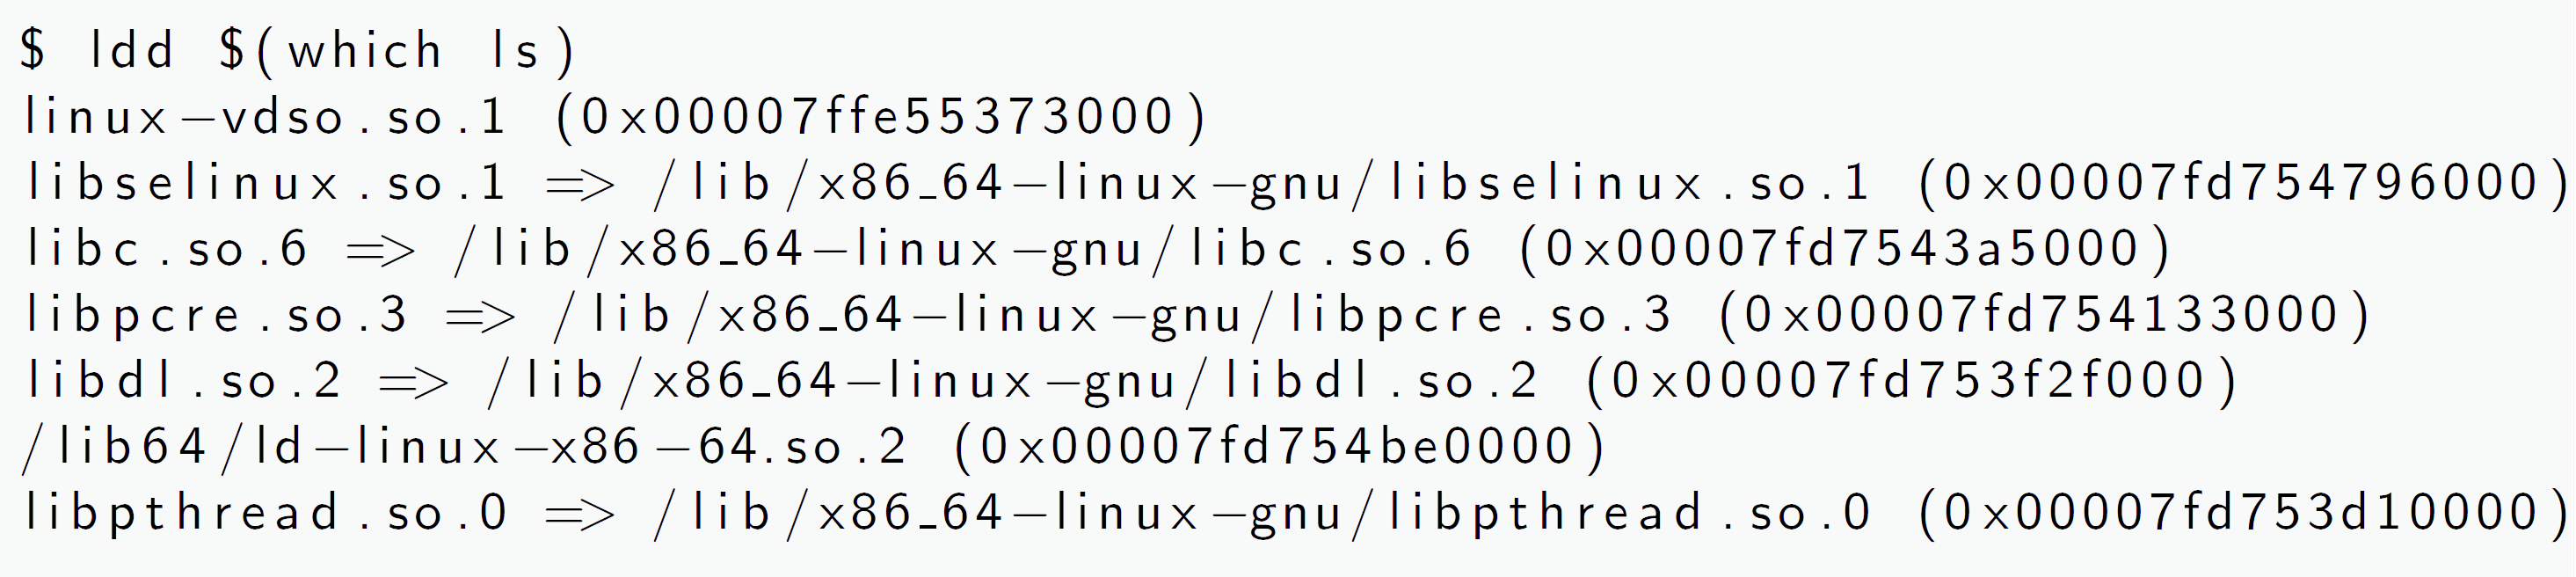 $ ldd $(which ls)
linux-vdso.so.1 (0x00007ffe55373000)
libselinux.so.1 => /lib/x86_64-linux-gnu/libselinux.so.1 (0x00007fd754796000)
libc.so.6 => /lib/x86_64-linux-gnu/libc.so.6 (0x00007fd7543a5000)
libpcre.so.3 => /lib/x86_64-linux-gnu/libpcre.so.3 (0x00007fd754133000)
libdl.so.2 => /lib/x86_64-linux-gnu/libdl.so.2 (0x00007fd753f2f000)
/lib64/ld-linux-x86-64.so.2 (0x00007fd754be0000)
libpthread.so.0 => /lib/x86_64-linux-gnu/libpthread.so.0 (0x00007fd753d10000)